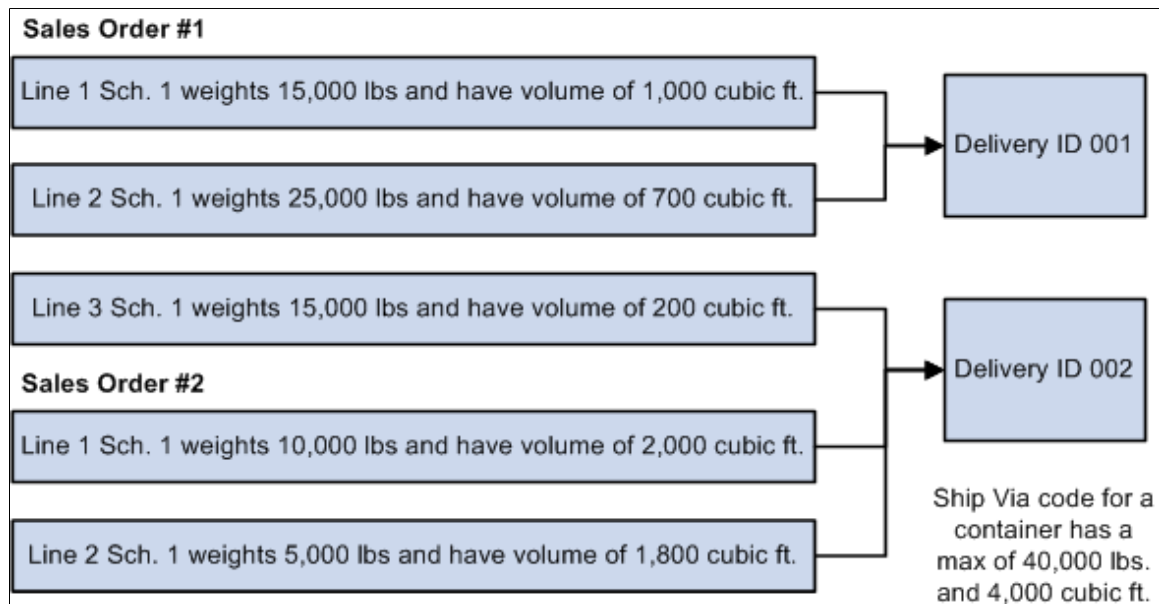 Sales Order #1
Line 1 Sch. 1 weights 15,000 lbs and have volume of 1,000 cubic ft.
Delivery ID 001
Line 2 Sch. 1 weights 25,000 lbs and have volume of 700 cubic ft.
Line 3 Sch. 1 weights 15,000 lbs and have volume of 200 cubic ft.
Delivery ID 002
Sales Order #2
Line 1 Sch. 1 weights 10,000 lbs and have volume of 2,000 cubic ft.
Line 2 Sch. 1 weights 5,000 lbs and have volume of 1,800 cubic ft.
Ship Via code for a
container has a
max of 40,000 lbs.
and 4,000 cubic ft.